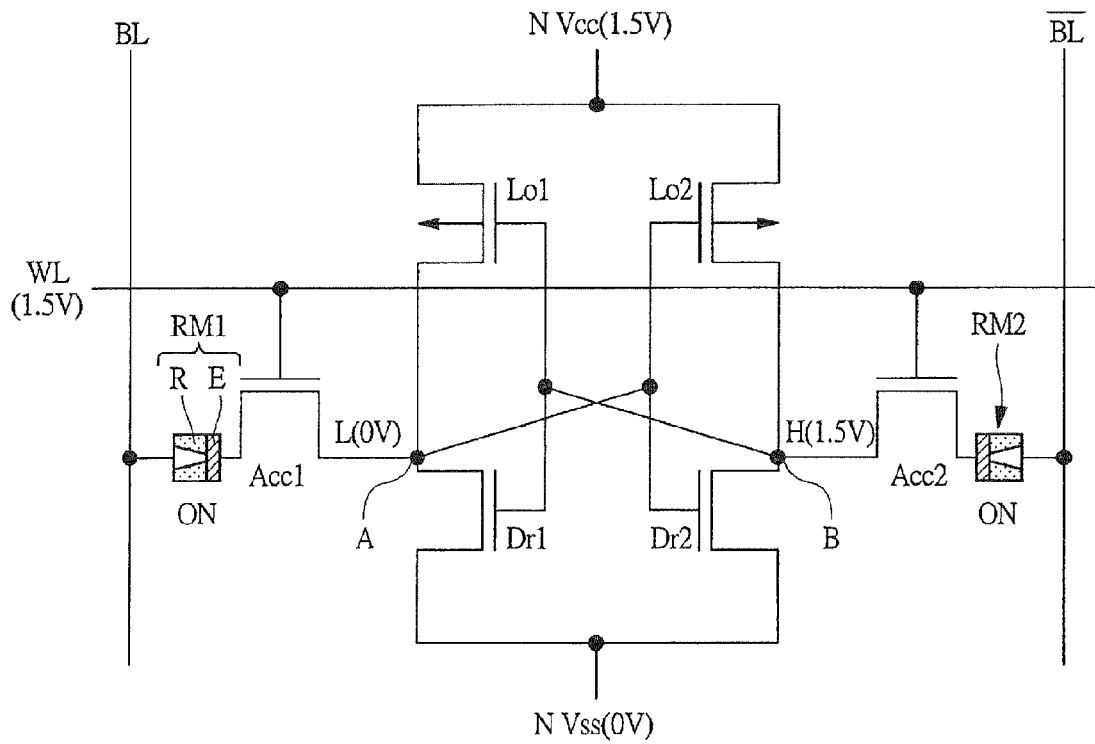 N Vcc(1.5V)
BL
B̅L̅
Lo1
Lo2
WL
(1.5V)
RM1
RM2
R E
L(0V)
H(1.5V)
Acc1
Acc2
ON
ON
A
Dr1
Dr2
B
N Vss(0V)